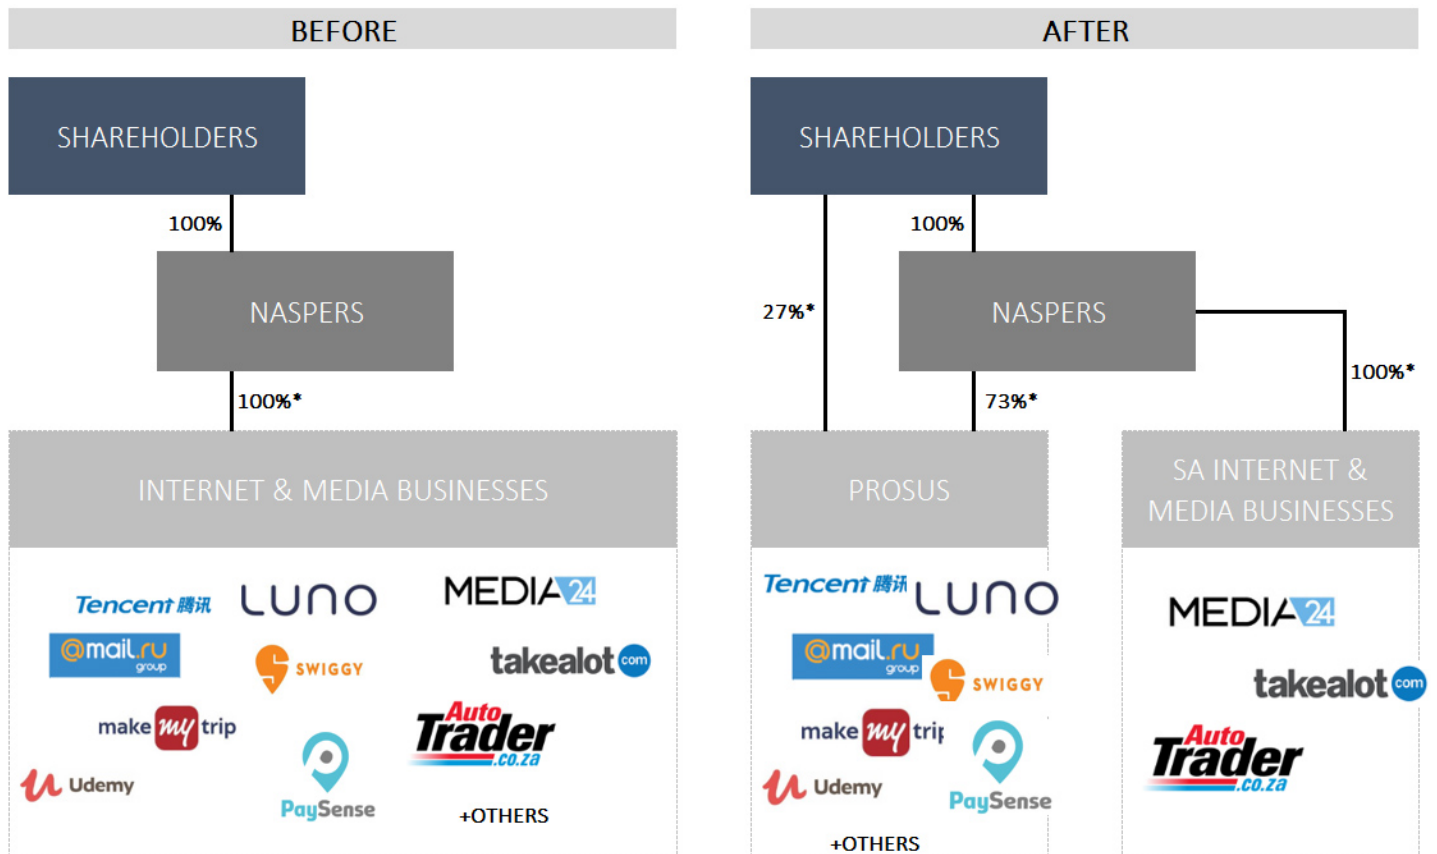 BEFORE
SHAREHOLDERS
100%
NASPERS
100%*
INTERNET & MEDIA BUSINESSES
Tencent 腾讯
LUNO
MEDIA24
@mail.ru
group
SWIGGY
takealot com
make my trip
Auto
Trader
.co.za
Udemy
PaySense
+OTHERS
AFTER
SHAREHOLDERS
100%
27%*
NASPERS
100%*
73%*
PROSUS
Tencent 腾讯
LUNO
@mail.ru
group
SWIGGY
make my trip
Udemy
PaySense
+OTHERS
SA INTERNET &
MEDIA BUSINESSES
MEDIA24
takealot com
Auto
Trader
.co.za